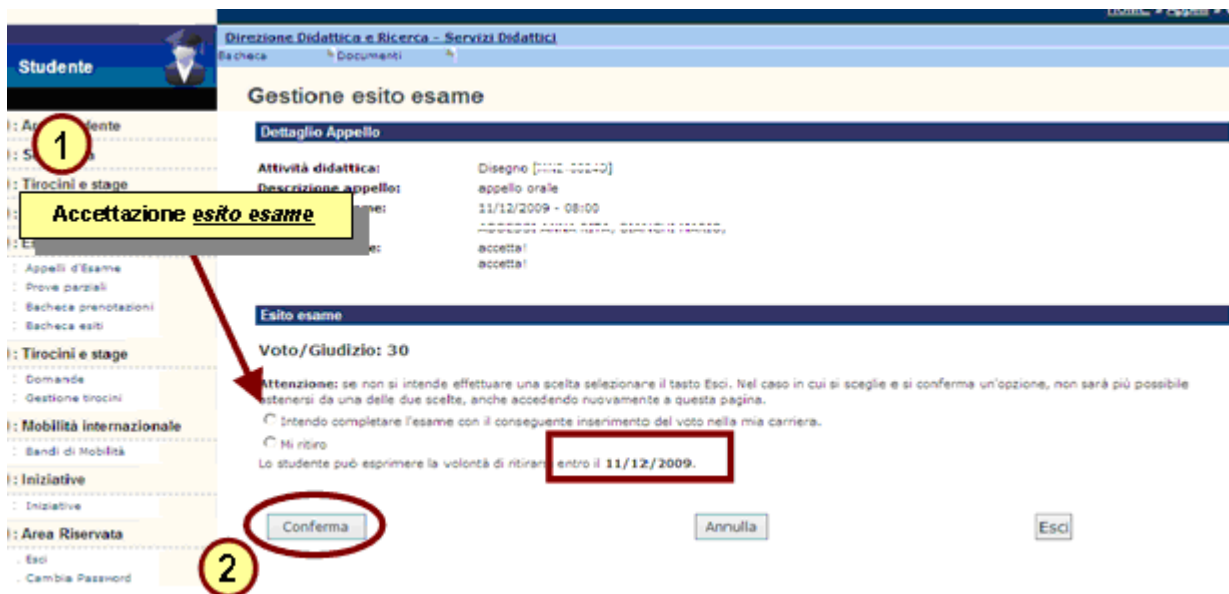 Direzione Didattica e Ricerca - Servizi Didattici
Bacheca Documenti
Studente
Gestione esito esame
Dettaglio Appello
1
Attività didattica: Disegno
: Tirocini e stage
Descrizione appello: appello orale
Accettazione esito esame
11/12/2009 - 08:00
accetta!
accetta!
Appelli d'Esame
Prove parziali
Bacheca prenotazioni
Bacheca esiti
: Tirocini e stage
Domande
Gestione tirocini
: Mobilità internazionale
Bandi di Mobilità
: Iniziative
Iniziative
: Area Riservata
Esci
Cambia Password
Esito esame
Voto/Giudizio: 30
Attenzione: se non si intende effettuare una scelta selezionare il tasto Esci. Nel caso in cui si sceglie e si conferma un'opzione, non sarà più possibile
astenersi da una delle due scelte, anche accedendo nuovamente a questa pagina.
Intendo completare l'esame con il conseguente inserimento del voto nella mia carriera.
Mi ritiro
Lo studente può esprimere la volontà di ritirarsi entro il 11/12/2009.
Conferma Annulla Esci
2